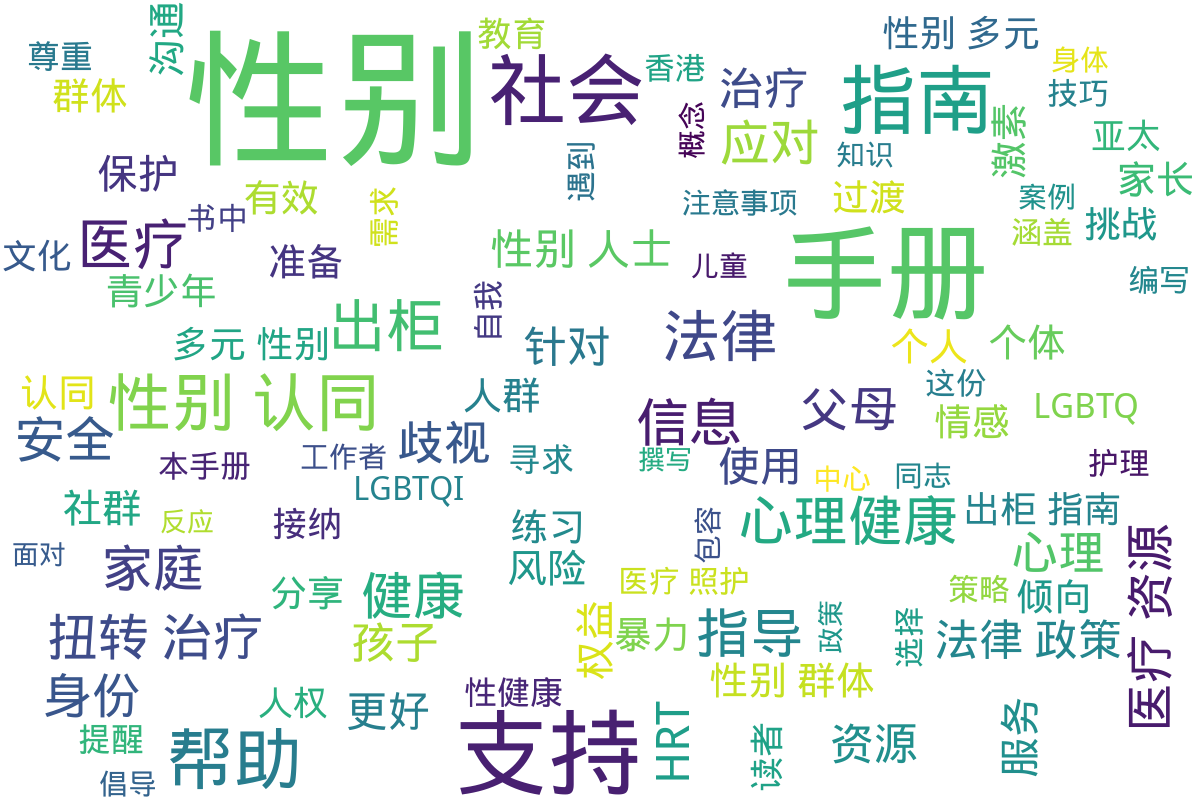 性别
社会
指南
手册
支持
教育
沟通
尊重
群体
香港
治疗
性别 多元
身体
技巧
概念
应对
知识
激素
亚太
家长
保护
有效
需求
遇到
注意事项
过渡
案例
涵盖
挑战
文化
医疗
书中
准备
性别 人士
儿童
编写
青少年
多元 性别
出柜
自我
针对
法律
个人
个体
认同
性别 认同
人群
信息
父母
这份
情感
LGBTQ
安全
本手册
工作者
歧视
寻求
撰写
使用
中心
同志
护理
LGBTQI
社群
反应
接纳
练习
包容
心理健康
出柜 指南
面对
家庭
分享
健康
风险
医疗 照护
心理
策略
倾向
医疗 资源
扭转 治疗
孩子
权益
暴力
指导
政策
选择
法律 政策
身份
人权
更好
性健康
性别 群体
提醒
倡导
帮助
HRT
读者
资源
服务